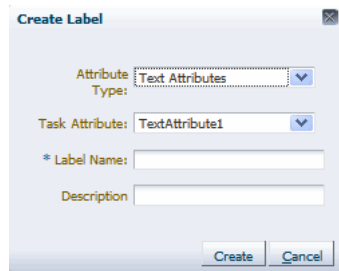 Create Label
Attribute Type: Text Attributes
Task Attribute: TextAttribute1
* Label Name:
Description
Create Cancel